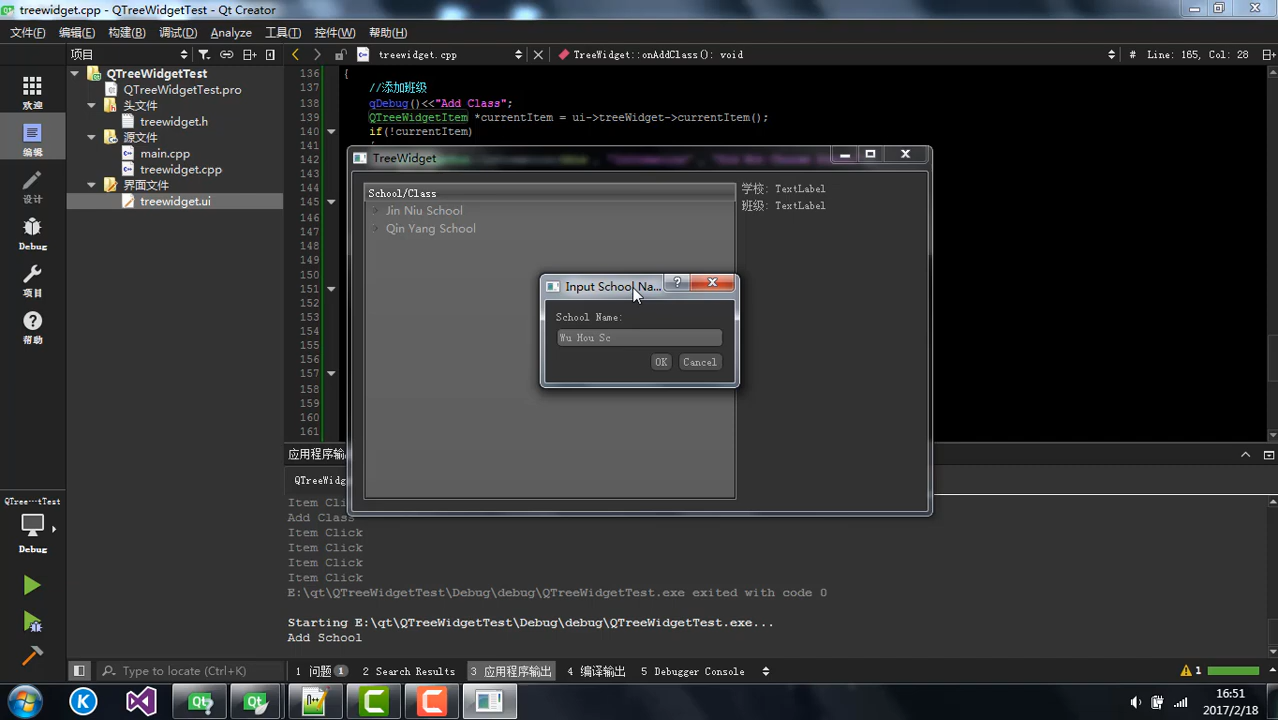 treewidget.cpp - QTreeWidgetTest - Qt Creator
文件(F) 编辑(E) 构建(B) 调试(D) Analyze 工具(T) 控件(W) 帮助(H)
项目
treewidget.cpp
TreeWidget::onAddClass(): void
# Line: 165, Col: 28
QTreeWidgetTest
QTreeWidgetTest.pro
头文件
treewidget.h
源文件
main.cpp
treewidget.cpp
界面文件
treewidget.ui
欢迎
编辑
设计
Debug
项目
帮助
136 {
137 //添加班级
138 qDebug()<<"Add Class";
139 QTreeWidgetItem *currentItem = ui->treeWidget->currentItem();
140 if(!currentItem)
141
142
143
144
145
146
147
148
149
150
151
152
153
154
155
156
157
158
159
160
161
TreeWidget
School/Class
Jin Niu School
Qin Yang School
学校: TextLabel
班级: TextLabel
Input School Na...
School Name:
Wu Hou Sc
OK Cancel
应用程序输
QTreeWidg
Item Cli
Add Class
Item Click
Item Click
Item Click
Item Click
E:\qt\QTreeWidgetTest\Debug\debug\QTreeWidgetTest.exe exited with code 0
Starting E:\qt\QTreeWidgetTest\Debug\debug\QTreeWidgetTest.exe...
Add School
QTree···tTest
Debug
Type to locate (Ctrl+K)
1 问题 1 2 Search Results 3 应用程序输出 4 编译输出 5 Debugger Console
1
16:51
2017/2/18